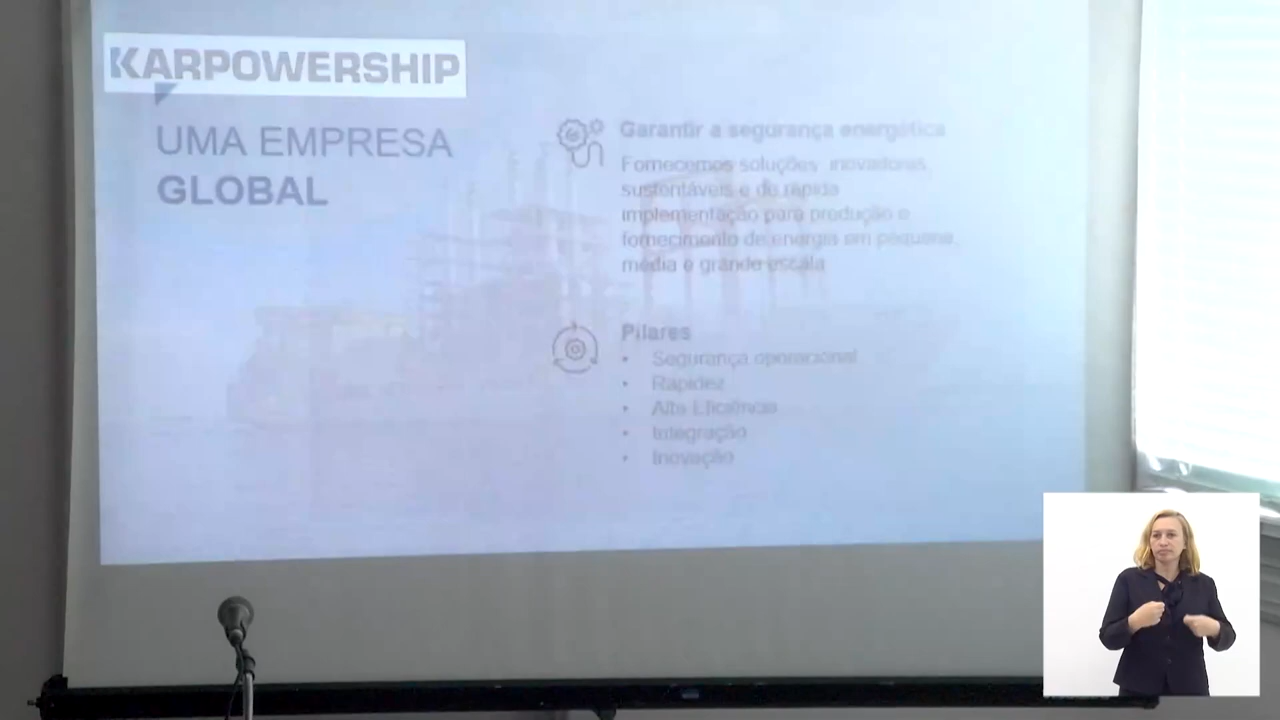 KARPOWERSHIP
UMA EMPRESA
GLOBAL
Garantir a segurança energética
Fornecemos soluções inovadoras,
sustentáveis e de rápida
implementação para produção e
fornecimento de energia em pequena,
média e grande escala
Pilares
• Segurança operacional
• Rapidez
• Alta Eficiência
• Integração
• Inovação